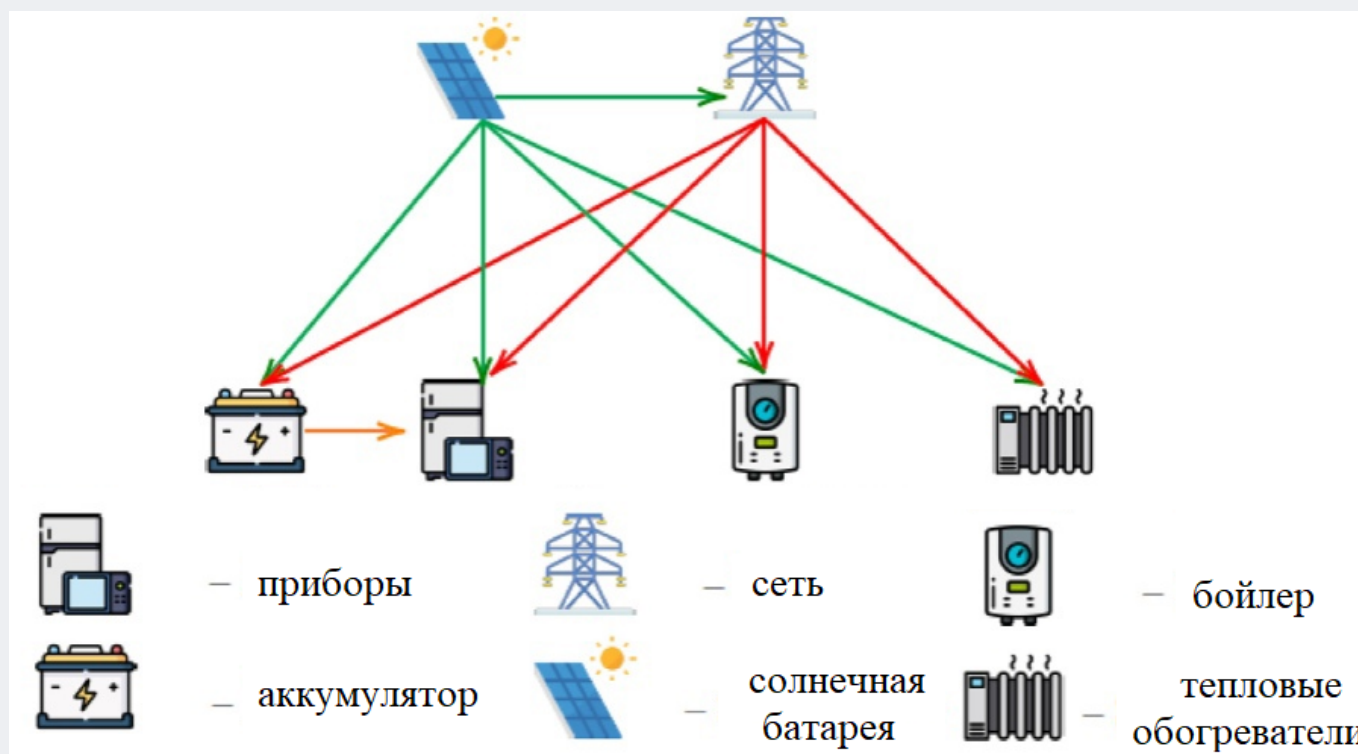 – приборы
– сеть
– бойлер
– аккумулятор
– солнечная
батарея
– тепловые
обогреватели